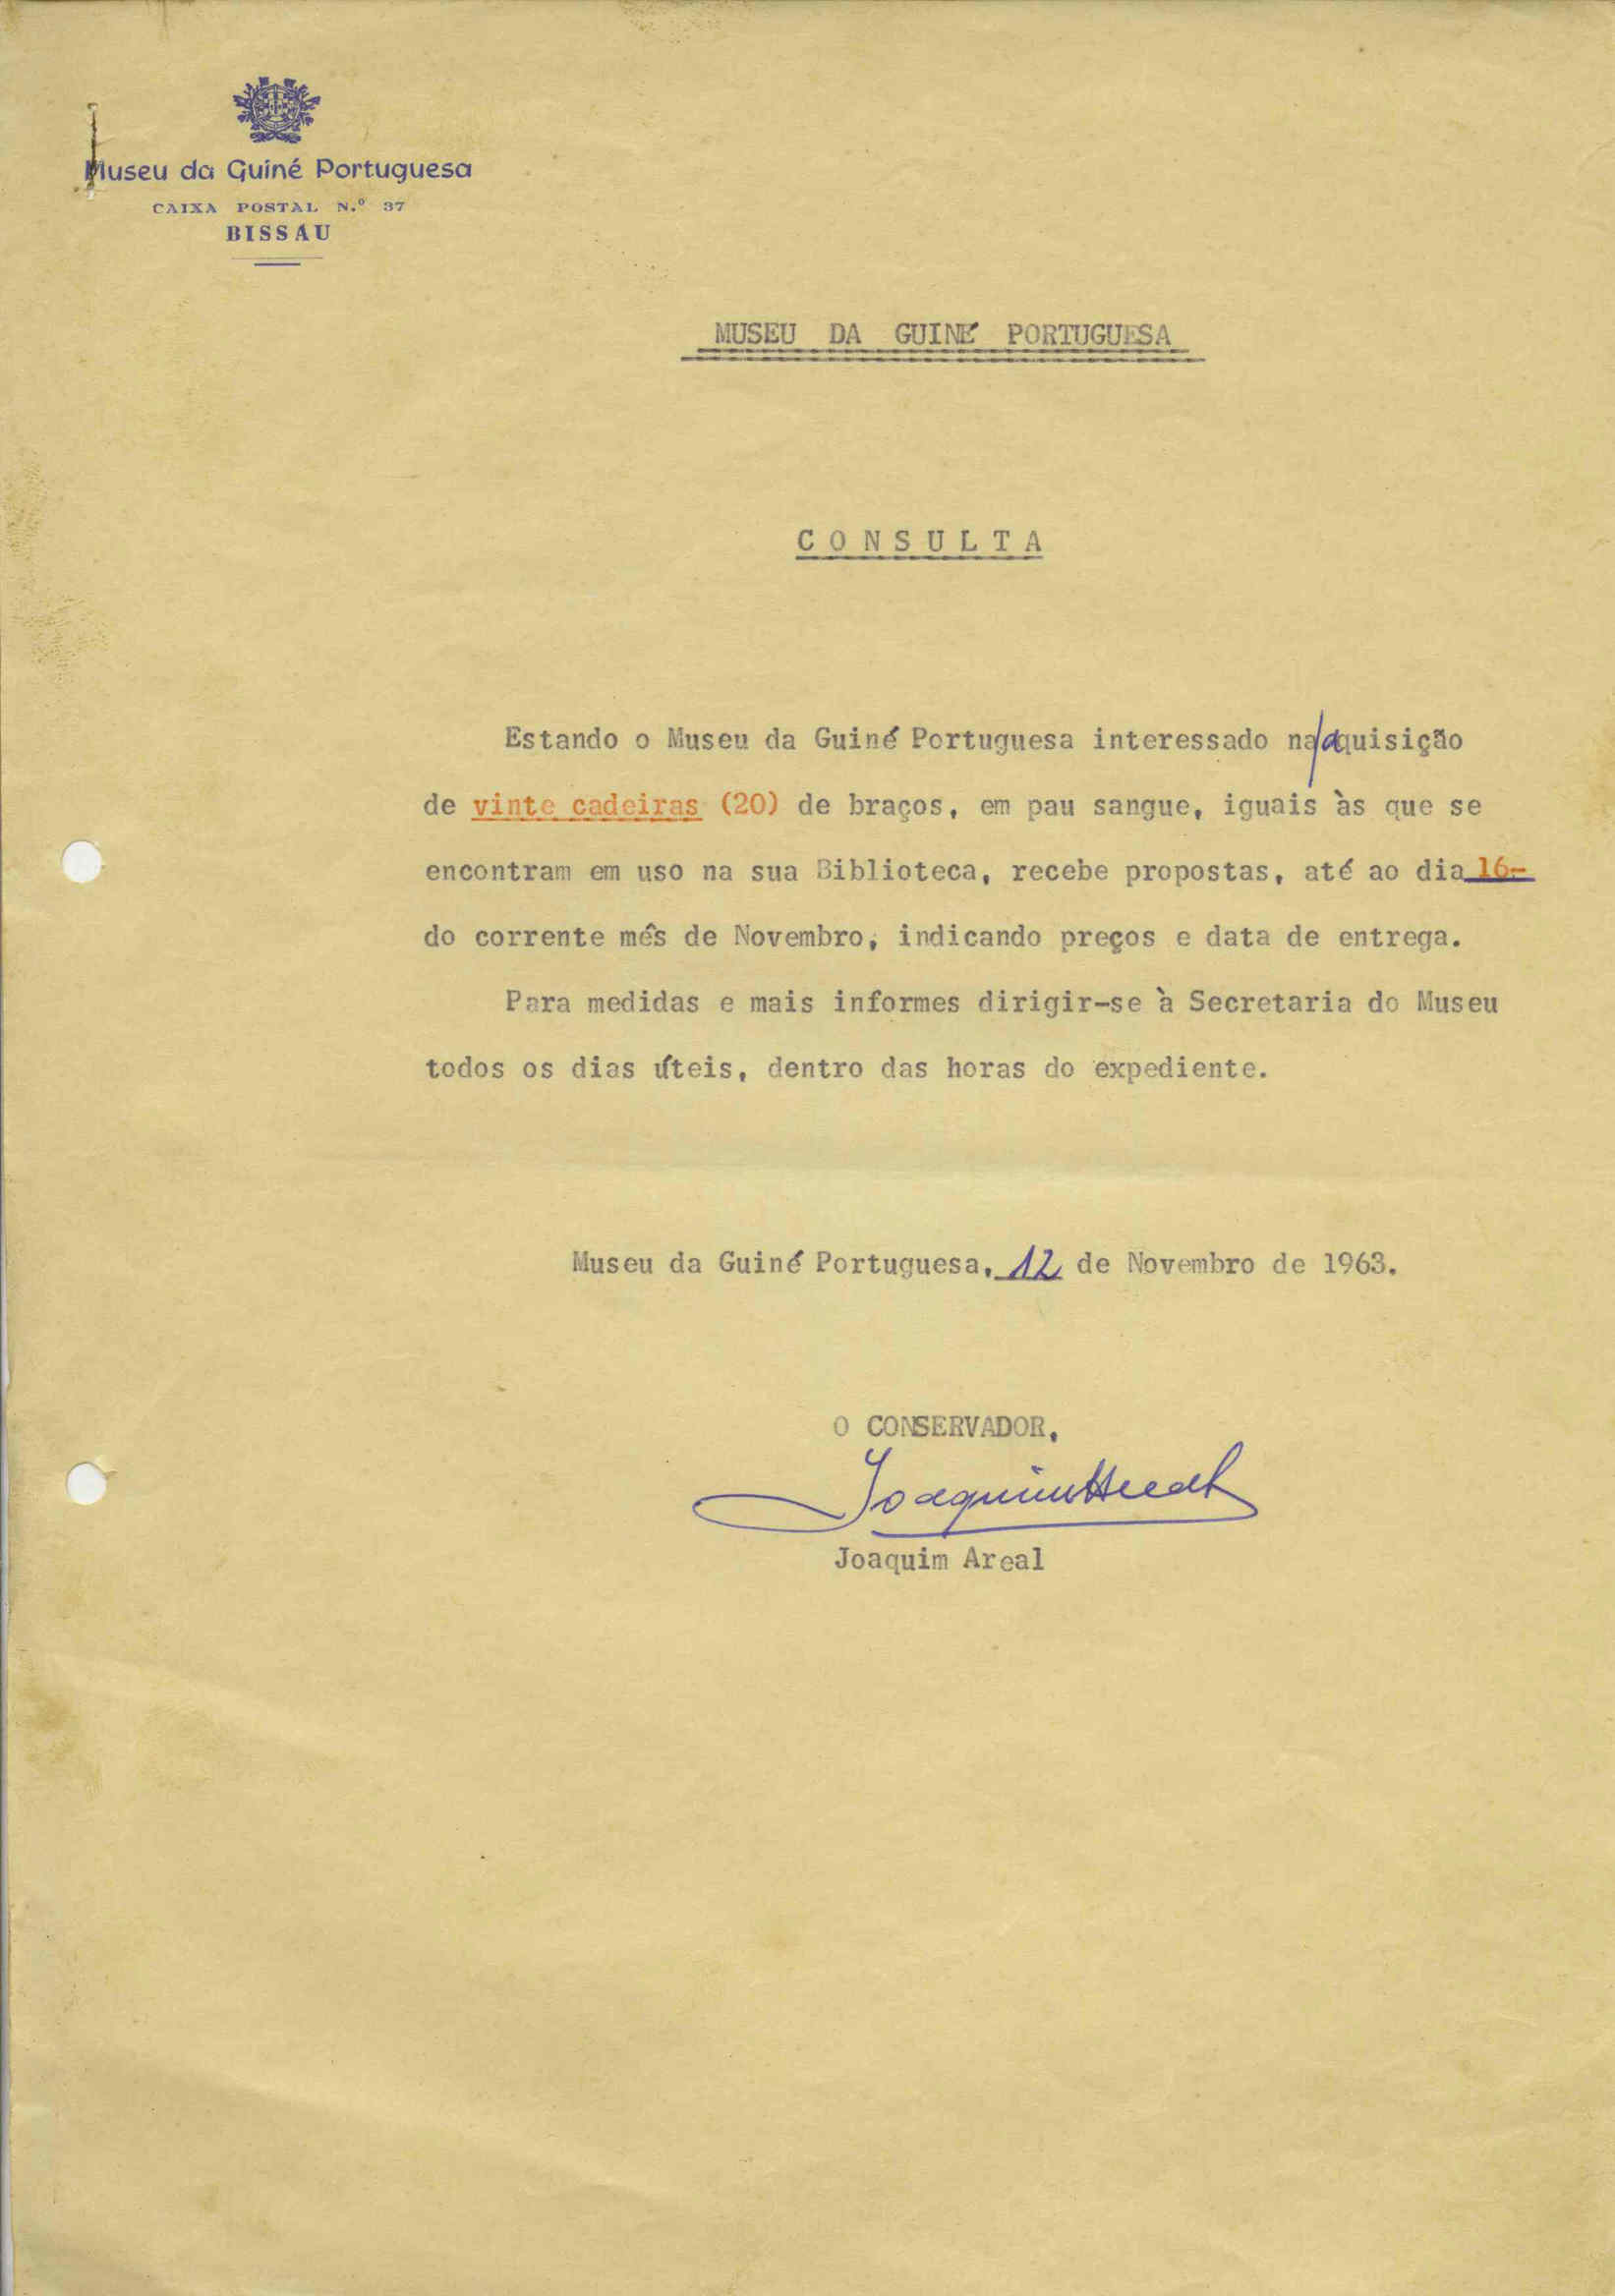 Museu da Guiné Portuguesa
CAIXA POSTAL N.º 37
BISSAU
MUSEU DA GUINÉ PORTUGUESA
CONSULTA
Estando o Museu da Guiné Portuguesa interessado na aquisição
de vinte cadeiras (20) de braços, em pau sangue, iguais às que se
encontram em uso na sua Biblioteca, recebe propostas, até ao dia 16-
do corrente mês de Novembro, indicando preços e data de entrega.
Para medidas e mais informes dirigir-se à Secretaria do Museu
todos os dias úteis, dentro das horas do expediente.
Museu da Guiné Portuguesa, 12 de Novembro de 1963.
O CONSERVADOR,
Joaquim Areal
Joaquim Areal